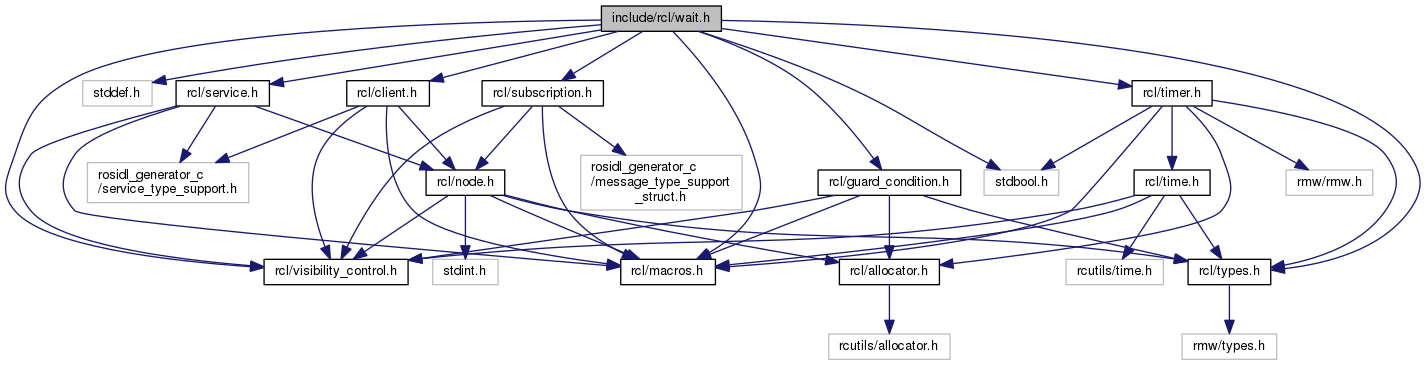 include/rcl/wait.h
stddef.h
rcl/service.h
rcl/client.h
rcl/subscription.h
rcl/timer.h
rosidl_generator_c
/service_type_support.h
rcl/node.h
rosidl_generator_c
/message_type_support
_struct.h
rcl/guard_condition.h
stdbool.h
rcl/time.h
rmw/rmw.h
rcl/visibility_control.h
stdint.h
rcl/macros.h
rcl/allocator.h
rcutils/time.h
rcl/types.h
rcutils/allocator.h
rmw/types.h